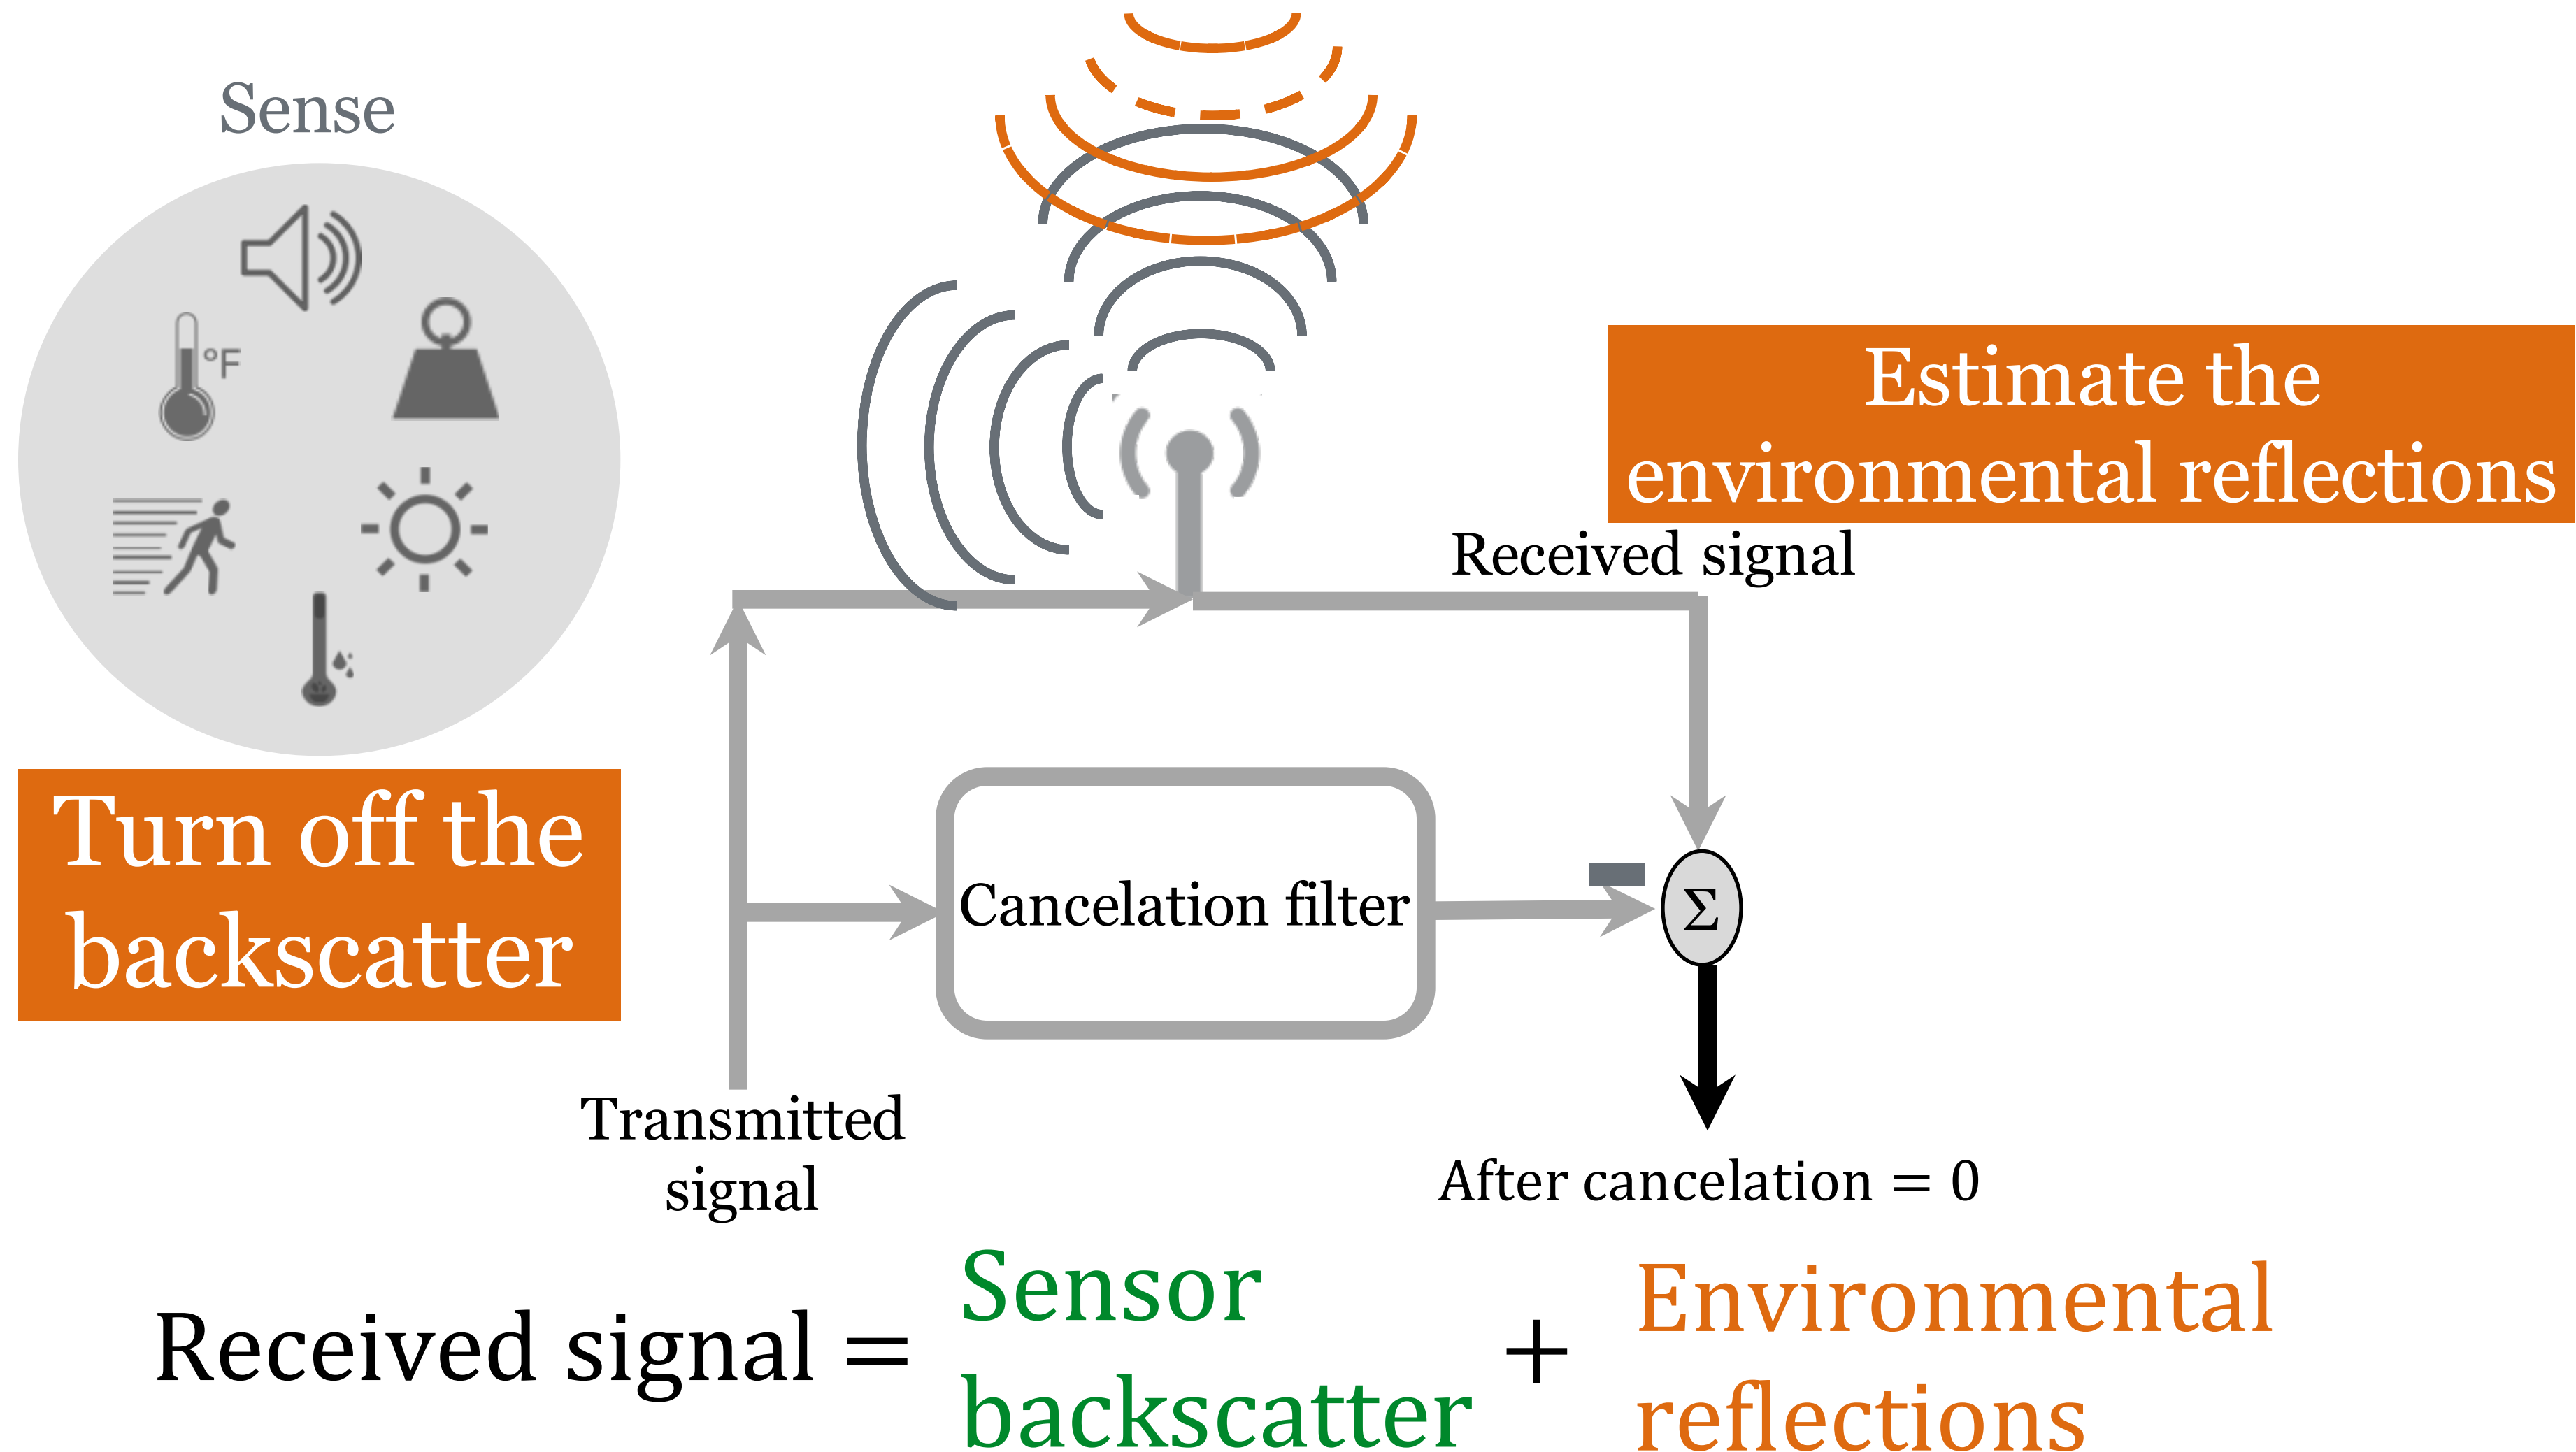 Sense
°F
Turn off the
backscatter
Estimate the
environmental reflections
Received signal
Cancelation filter
Σ
Transmitted
signal
After cancelation = 0
Received signal = Sensor
backscatter + Environmental
reflections